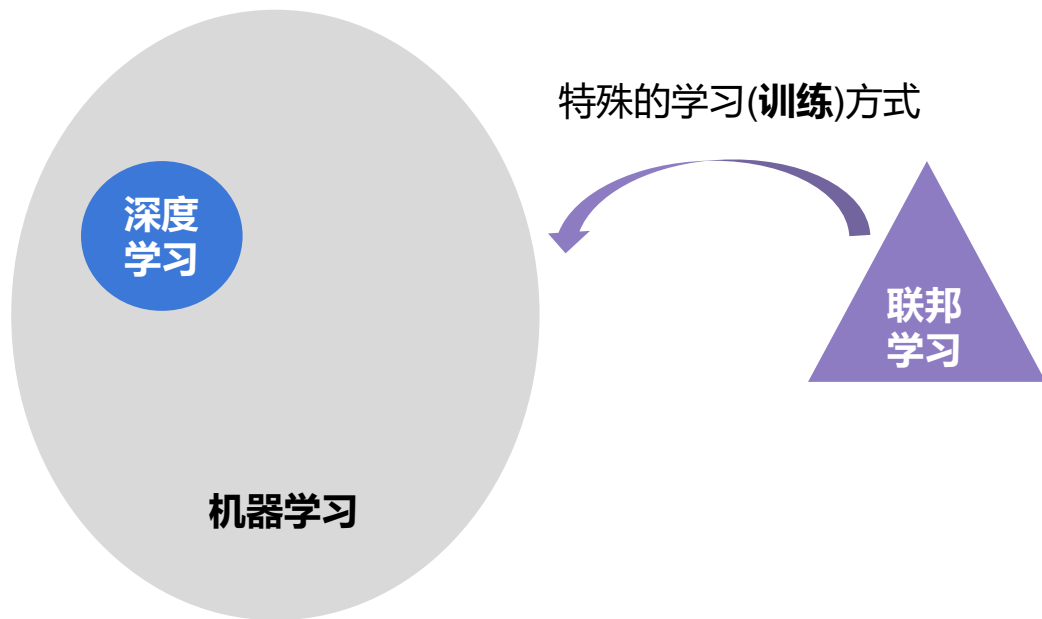 特殊的学习(训练)方式
深度
学习
联邦
学习
机器学习